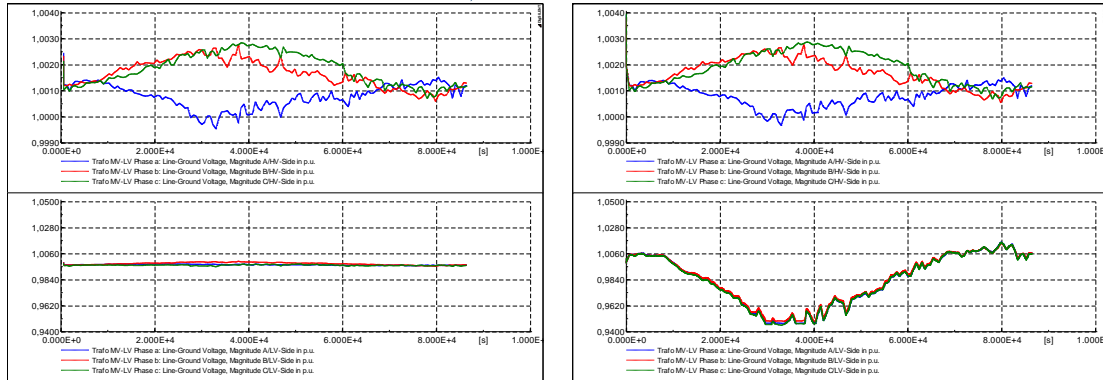 1,0040
1,0030
1,0020
1,0010
1,0000
0,9990
0.000E+0 2.000E+4 4.000E+4 6.000E+4 8.000E+4 [s] 1.000E+
Trafo MV-LV Phase a: Line-Ground Voltage, Magnitude A/HV-Side in p.u.
Trafo MV-LV Phase b: Line-Ground Voltage, Magnitude B/HV-Side in p.u.
Trafo MV-LV Phase c: Line-Ground Voltage, Magnitude C/HV-Side in p.u.
1,0500
1,0280
1,0060
0,9840
0,9620
0,9400
0.000E+0 2.000E+4 4.000E+4 6.000E+4 8.000E+4 [s] 1.000E+
Trafo MV-LV Phase a: Line-Ground Voltage, Magnitude A/LV-Side in p.u.
Trafo MV-LV Phase b: Line-Ground Voltage, Magnitude B/LV-Side in p.u.
Trafo MV-LV Phase c: Line-Ground Voltage, Magnitude C/LV-Side in p.u.
1,0040
1,0030
1,0020
1,0010
1,0000
0,9990
0.000E+0 2.000E+4 4.000E+4 6.000E+4 8.000E+4 [s] 1.000E
Trafo MV-LV Phase a: Line-Ground Voltage, Magnitude A/HV-Side in p.u.
Trafo MV-LV Phase b: Line-Ground Voltage, Magnitude B/HV-Side in p.u.
Trafo MV-LV Phase c: Line-Ground Voltage, Magnitude C/HV-Side in p.u.
1,0500
1,0280
1,0060
0,9840
0,9620
0,9400
0.000E+0 2.000E+4 4.000E+4 6.000E+4 8.000E+4 [s] 1.000E
Trafo MV-LV Phase a: Line-Ground Voltage, Magnitude A/LV-Side in p.u.
Trafo MV-LV Phase b: Line-Ground Voltage, Magnitude B/LV-Side in p.u.
Trafo MV-LV Phase c: Line-Ground Voltage, Magnitude C/LV-Side in p.u.